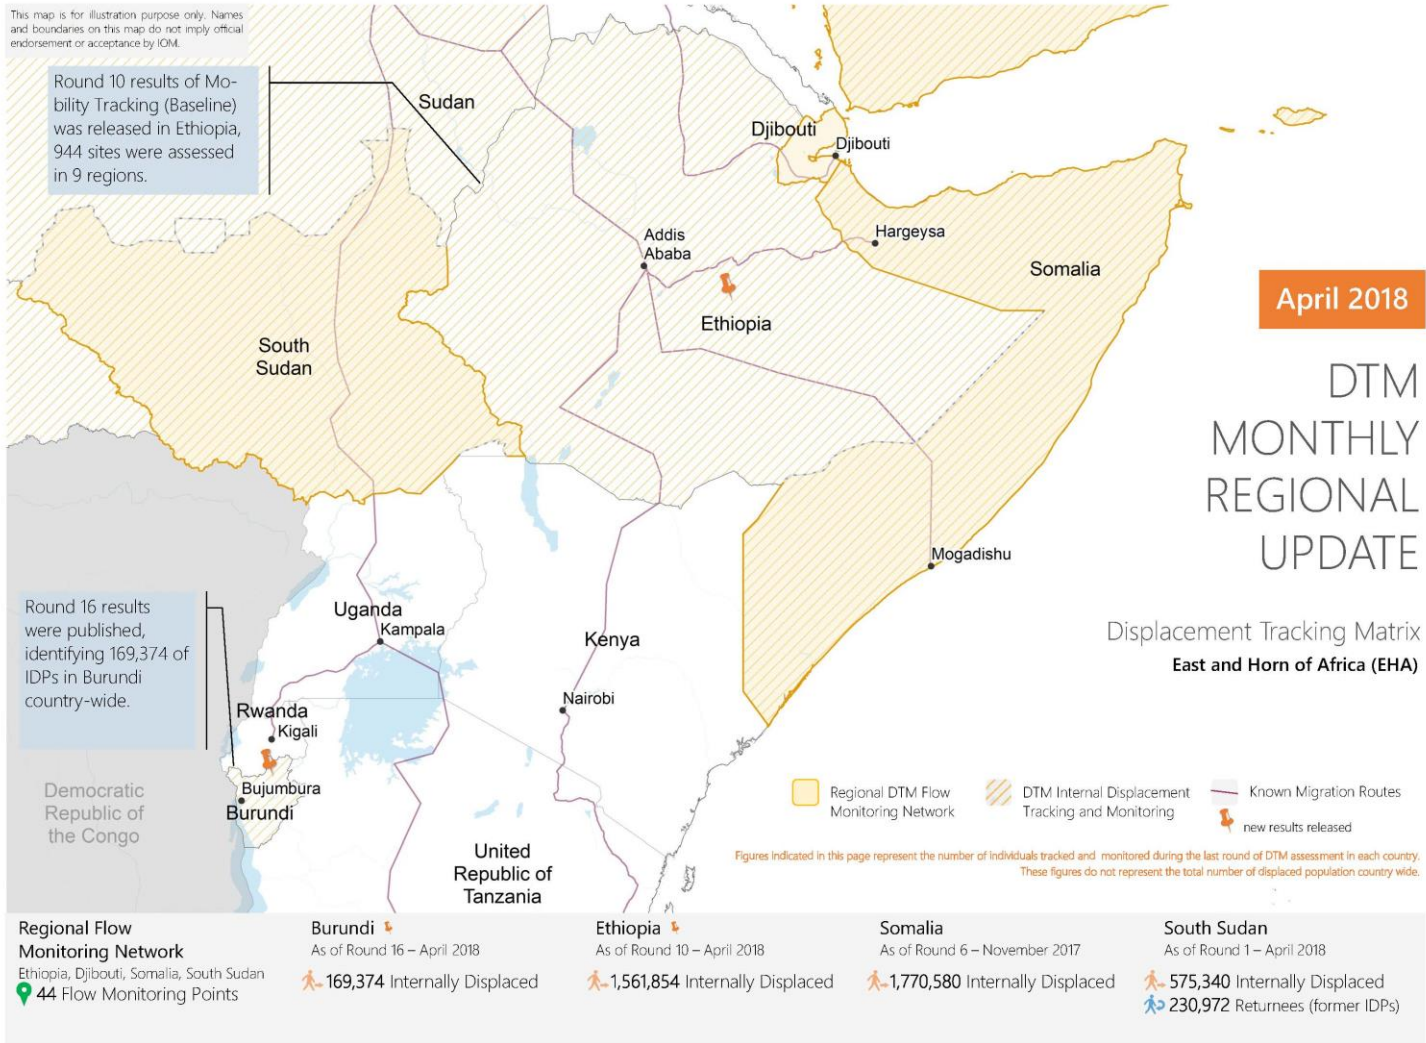 This map is for illustration purpose only. Names
and boundaries on this map do not imply official
endorsement or acceptance by IOM.
Round 10 results of Mo-
bility Tracking (Baseline)
was released in Ethiopia,
944 sites were assessed
in 9 regions.
Sudan
Djibouti
Djibouti
Addis
Ababa
Hargeysa
Somalia
Ethiopia
South
Sudan
April 2018
DTM
MONTHLY
REGIONAL
UPDATE
Displacement Tracking Matrix
East and Horn of Africa (EHA)
Mogadishu
Round 16 results
were published,
identifying 169,374 of
IDPs in Burundi
country-wide.
Uganda
Kampala
Kenya
Nairobi
Rwanda
Kigali
Bujumbura
Burundi
Democratic
Republic of
the Congo
United
Republic of
Tanzania
Regional DTM Flow
Monitoring Network
DTM Internal Displacement
Tracking and Monitoring
Known Migration Routes
new results released
Figures indicated in this page represent the number of individuals tracked and monitored during the last round of DTM assessment in each country.
These figures do not represent the total number of displaced population country wide.
Regional Flow
Monitoring Network
Ethiopia, Djibouti, Somalia, South Sudan
44 Flow Monitoring Points
Burundi
As of Round 16 – April 2018
169,374 Internally Displaced
Ethiopia
As of Round 10 – April 2018
1,561,854 Internally Displaced
Somalia
As of Round 6 – November 2017
1,770,580 Internally Displaced
South Sudan
As of Round 1 – April 2018
575,340 Internally Displaced
230,972 Returnees (former IDPs)